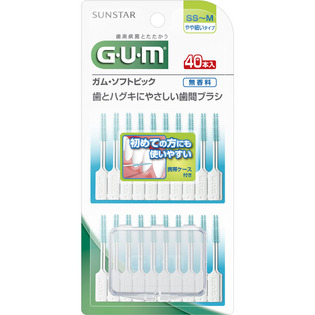 SUNSTAR
SS〜M
やや細いタイプ
歯周病菌とたたかう
G・U・M
40本入
ガム・ソフトピック
無香料
歯とハグキにやさしい歯間ブラシ
初めての方にも
使いやすい
携帯ケース
付き